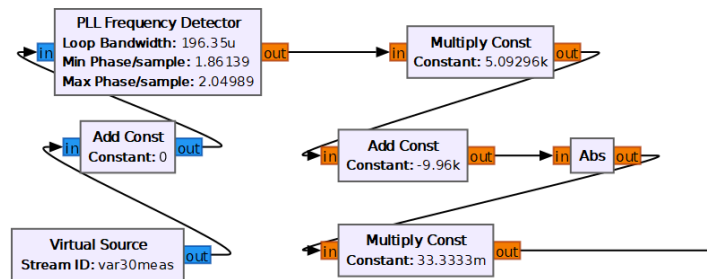 PLL Frequency Detector
in
Loop Bandwidth: 196.35u
out
Min Phase/sample: 1.86139
Max Phase/sample: 2.04989
in
Multiply Const
Constant: 5.09296k
out
in
Add Const
Constant: 0
out
in
Add Const
Constant: -9.96k
out
in
Abs
out
Virtual Source
Stream ID: var30meas
out
in
Multiply Const
Constant: 33.3333m
out